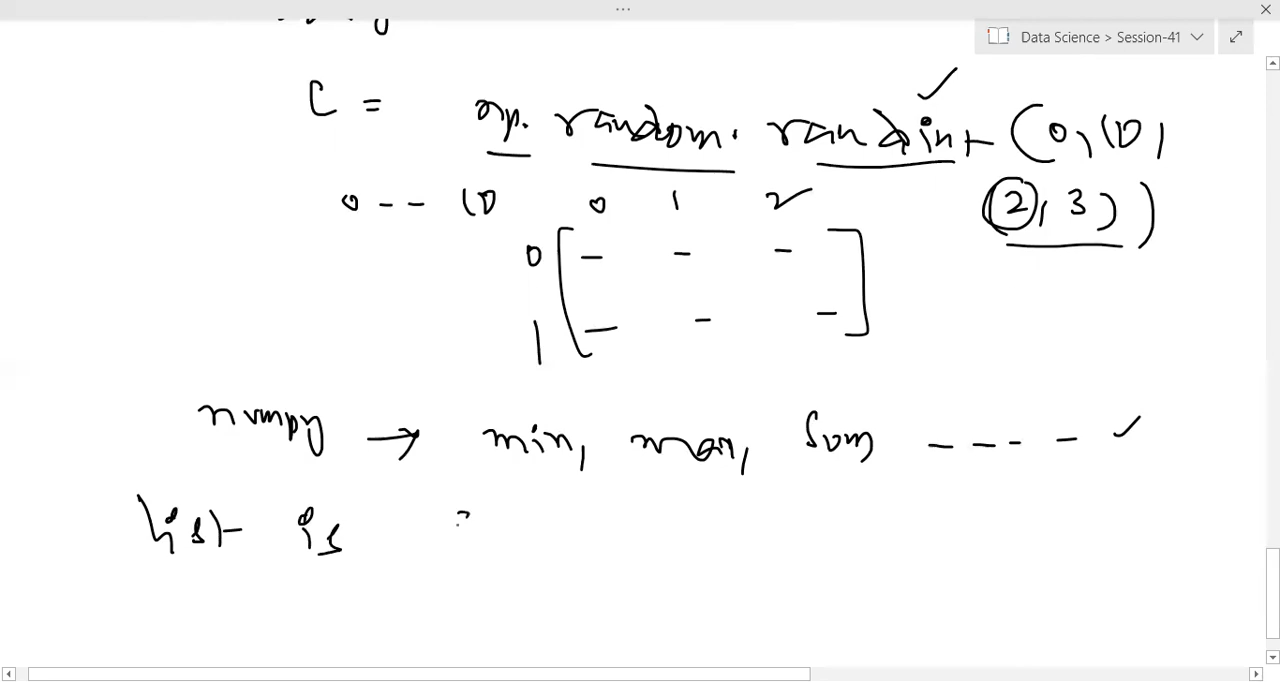 Data Science > Session-41
C = np. random. randint (0, 10,
0 -- 10 0 1 2 (2, 3))
0 [ - - - ]
1 [ - - - ]
numpy → min, max, sum ---- ✓
list is